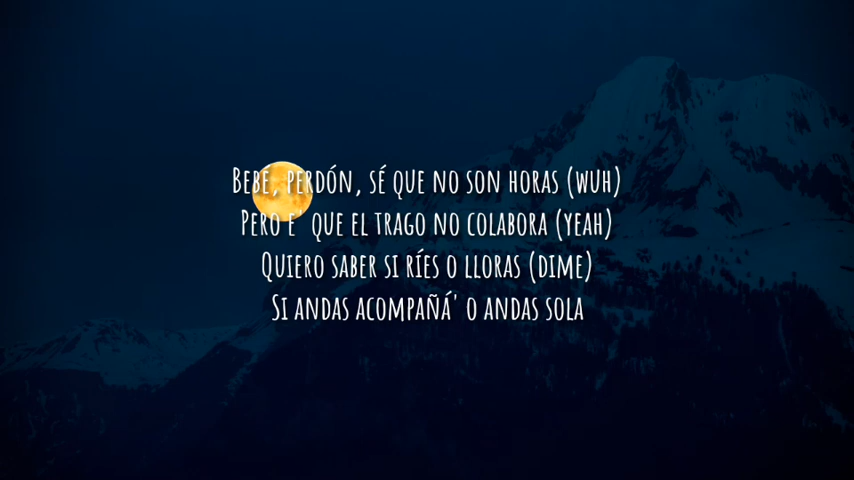 Bebé, perdón, sé que no son horas (wuh)
Pero e' que el trago no colabora (yeah)
Quiero saber si ríes o lloras (dime)
Si andas acompañá' o andas sola